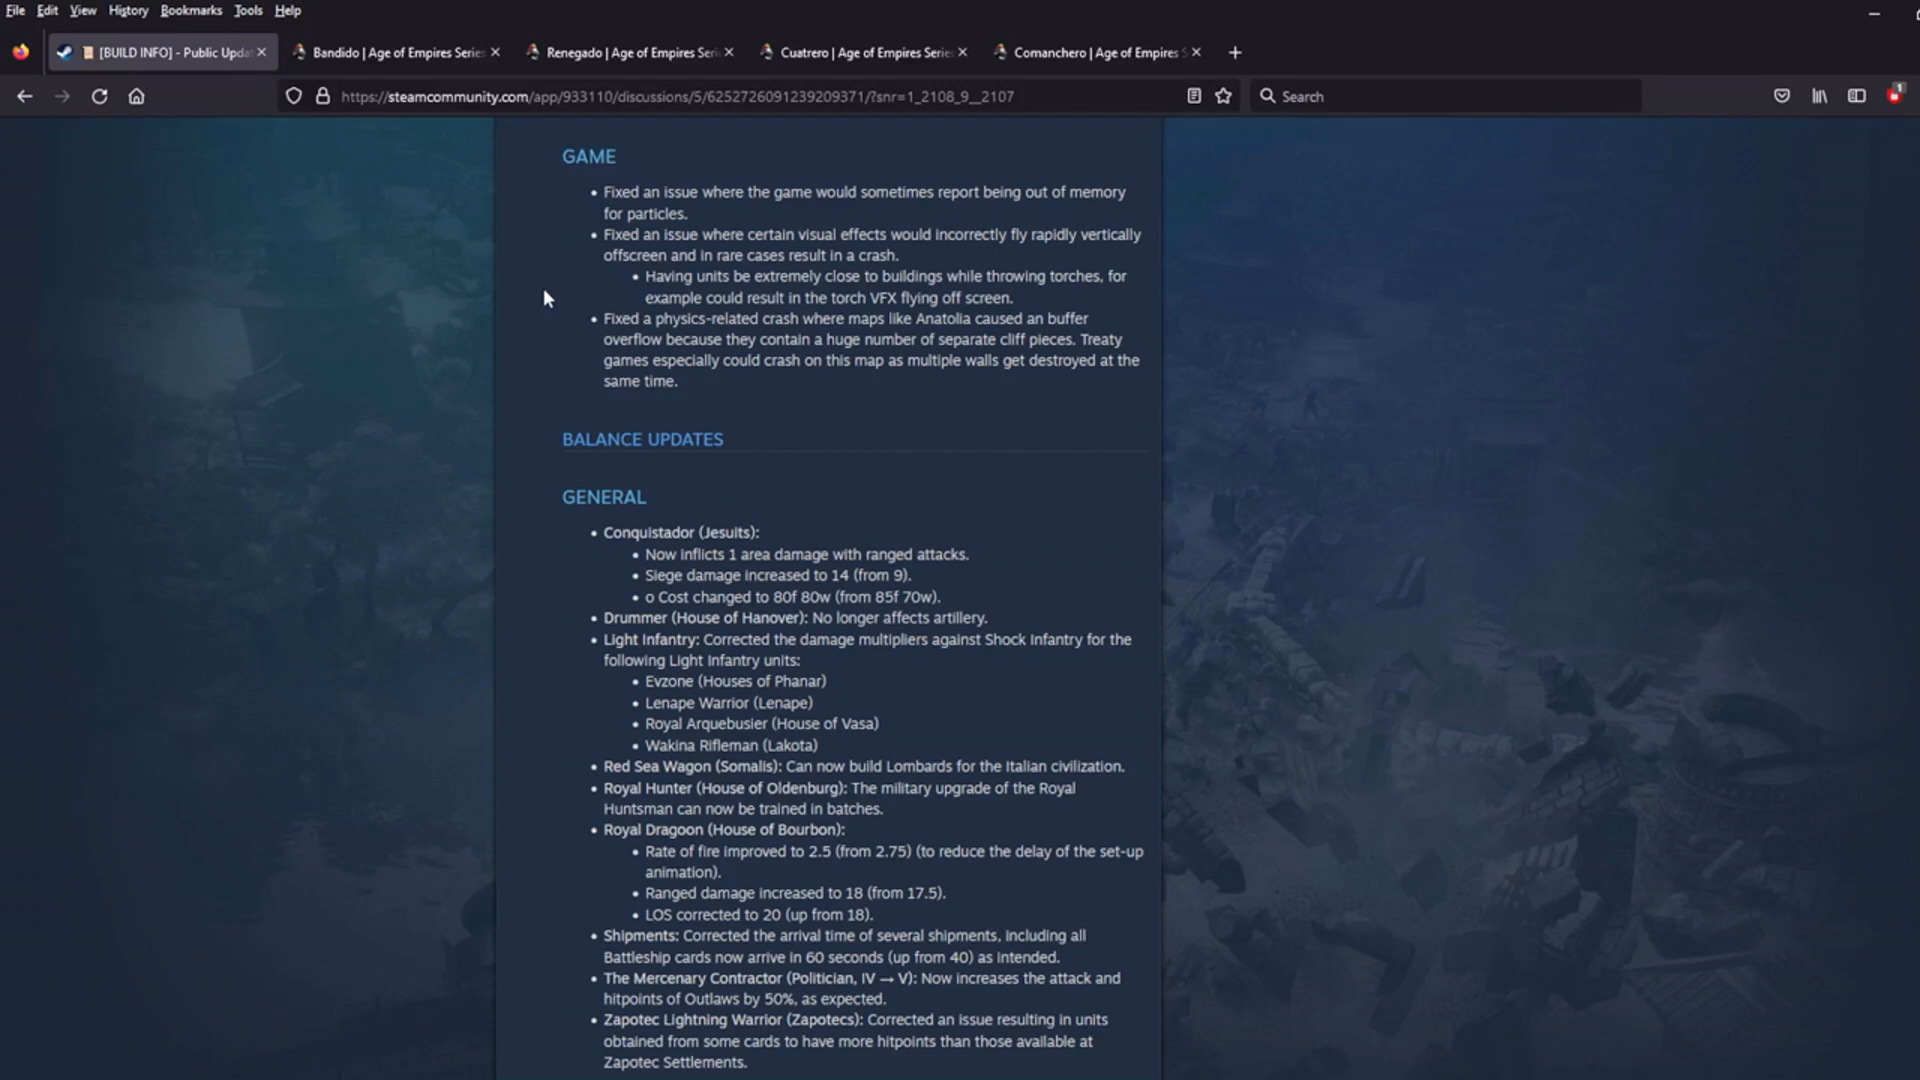 File Edit View History Bookmarks Tools Help
[BUILD INFO] - Public Upda
Bandido | Age of Empires Series
Renegado | Age of Empires Seri
Cuatrero | Age of Empires Serie
Comanchero | Age of Empires S
https://steamcommunity.com/app/933110/discussions/5/6252726091239209371/?snr=1_2108_9__2107
Search
1
GAME
• Fixed an issue where the game would sometimes report being out of memory
for particles.
• Fixed an issue where certain visual effects would incorrectly fly rapidly vertically
offscreen and in rare cases result in a crash.
• Having units be extremely close to buildings while throwing torches, for
example could result in the torch VFX flying off screen.
• Fixed a physics-related crash where maps like Anatolia caused an buffer
overflow because they contain a huge number of separate cliff pieces. Treaty
games especially could crash on this map as multiple walls get destroyed at the
same time.
BALANCE UPDATES
GENERAL
• Conquistador (Jesuits):
• Now inflicts 1 area damage with ranged attacks.
• Siege damage increased to 14 (from 9).
• o Cost changed to 80f 80w (from 85f 70w).
• Drummer (House of Hanover): No longer affects artillery.
• Light Infantry: Corrected the damage multipliers against Shock Infantry for the
following Light Infantry units:
• Evzone (Houses of Phanar)
• Lenape Warrior (Lenape)
• Royal Arquebusier (House of Vasa)
• Wakina Rifleman (Lakota)
• Red Sea Wagon (Somalis): Can now build Lombards for the Italian civilization.
• Royal Hunter (House of Oldenburg): The military upgrade of the Royal
Huntsman can now be trained in batches.
• Royal Dragoon (House of Bourbon):
• Rate of fire improved to 2.5 (from 2.75) (to reduce the delay of the set-up
animation).
• Ranged damage increased to 18 (from 17.5).
• LOS corrected to 20 (up from 18).
• Shipments: Corrected the arrival time of several shipments, including all
Battleship cards now arrive in 60 seconds (up from 40) as intended.
• The Mercenary Contractor (Politician, IV → V): Now increases the attack and
hitpoints of Outlaws by 50%, as expected.
• Zapotec Lightning Warrior (Zapotecs): Corrected an issue resulting in units
obtained from some cards to have more hitpoints than those available at
Zapotec Settlements.